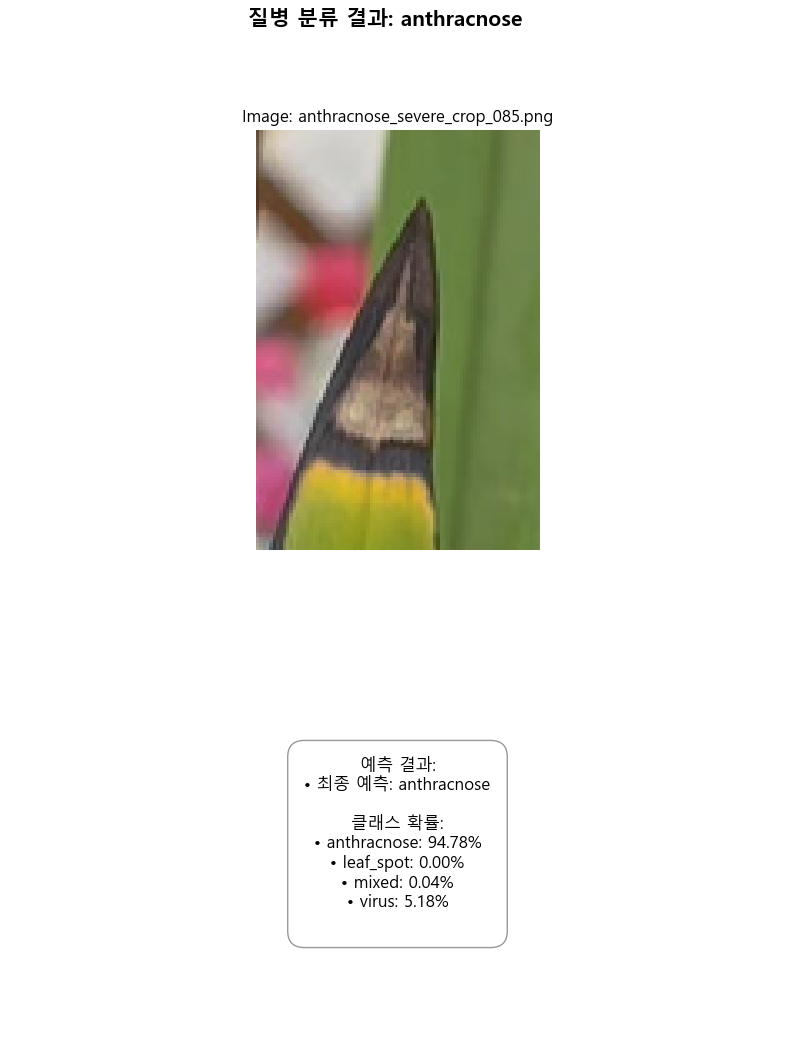 질병 분류 결과: anthracnose
Image: anthracnose_severe_crop_085.png
예측 결과:
• 최종 예측: anthracnose
클래스 확률:
• anthracnose: 94.78%
• leaf_spot: 0.00%
• mixed: 0.04%
• virus: 5.18%